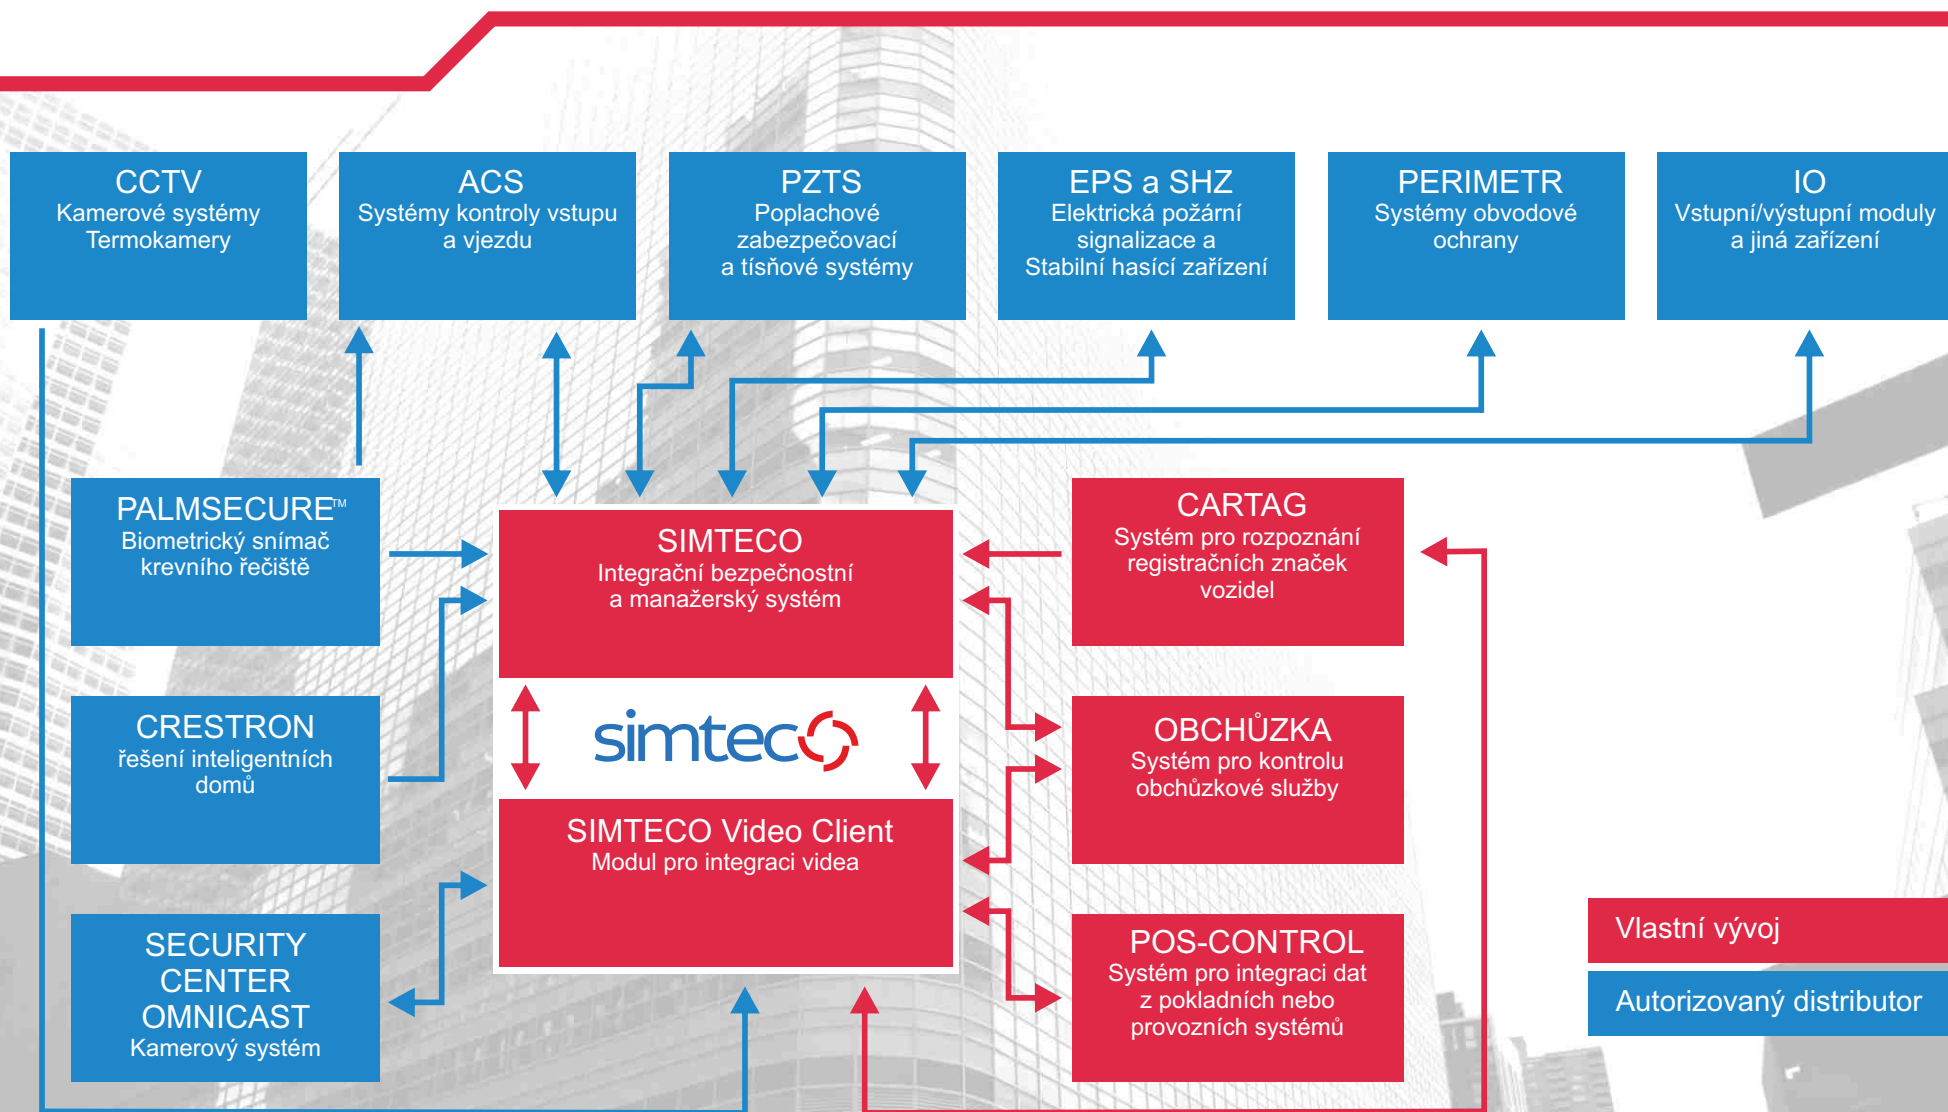 CCTV
Kamerové systémy
Termokamery
ACS
Systémy kontroly vstupu
a vjezdu
PZTS
Poplachové
zabezpečovací
a tísňové systémy
EPS a SHZ
Elektrická požární
signalizace a
Stabilní hasící zařízení
PERIMETR
Systémy obvodové
ochrany
IO
Vstupní/výstupní moduly
a jiná zařízení
PALMSECURE™
Biometrický snímač
krevního řečiště
SIMTECO
Integrační bezpečnostní
a manažerský systém
CARTAG
Systém pro rozpoznání
registračních značek
vozidel
CRESTRON
řešení inteligentních
domů
simteco
OBCHŮZKA
Systém pro kontrolu
obchůzkové služby
SIMTECO Video Client
Modul pro integraci videa
SECURITY
CENTER
OMNICAST
Kamerový systém
POS-CONTROL
Systém pro integraci dat
z pokladních nebo
provozních systémů
Vlastní vývoj
Autorizovaný distributor